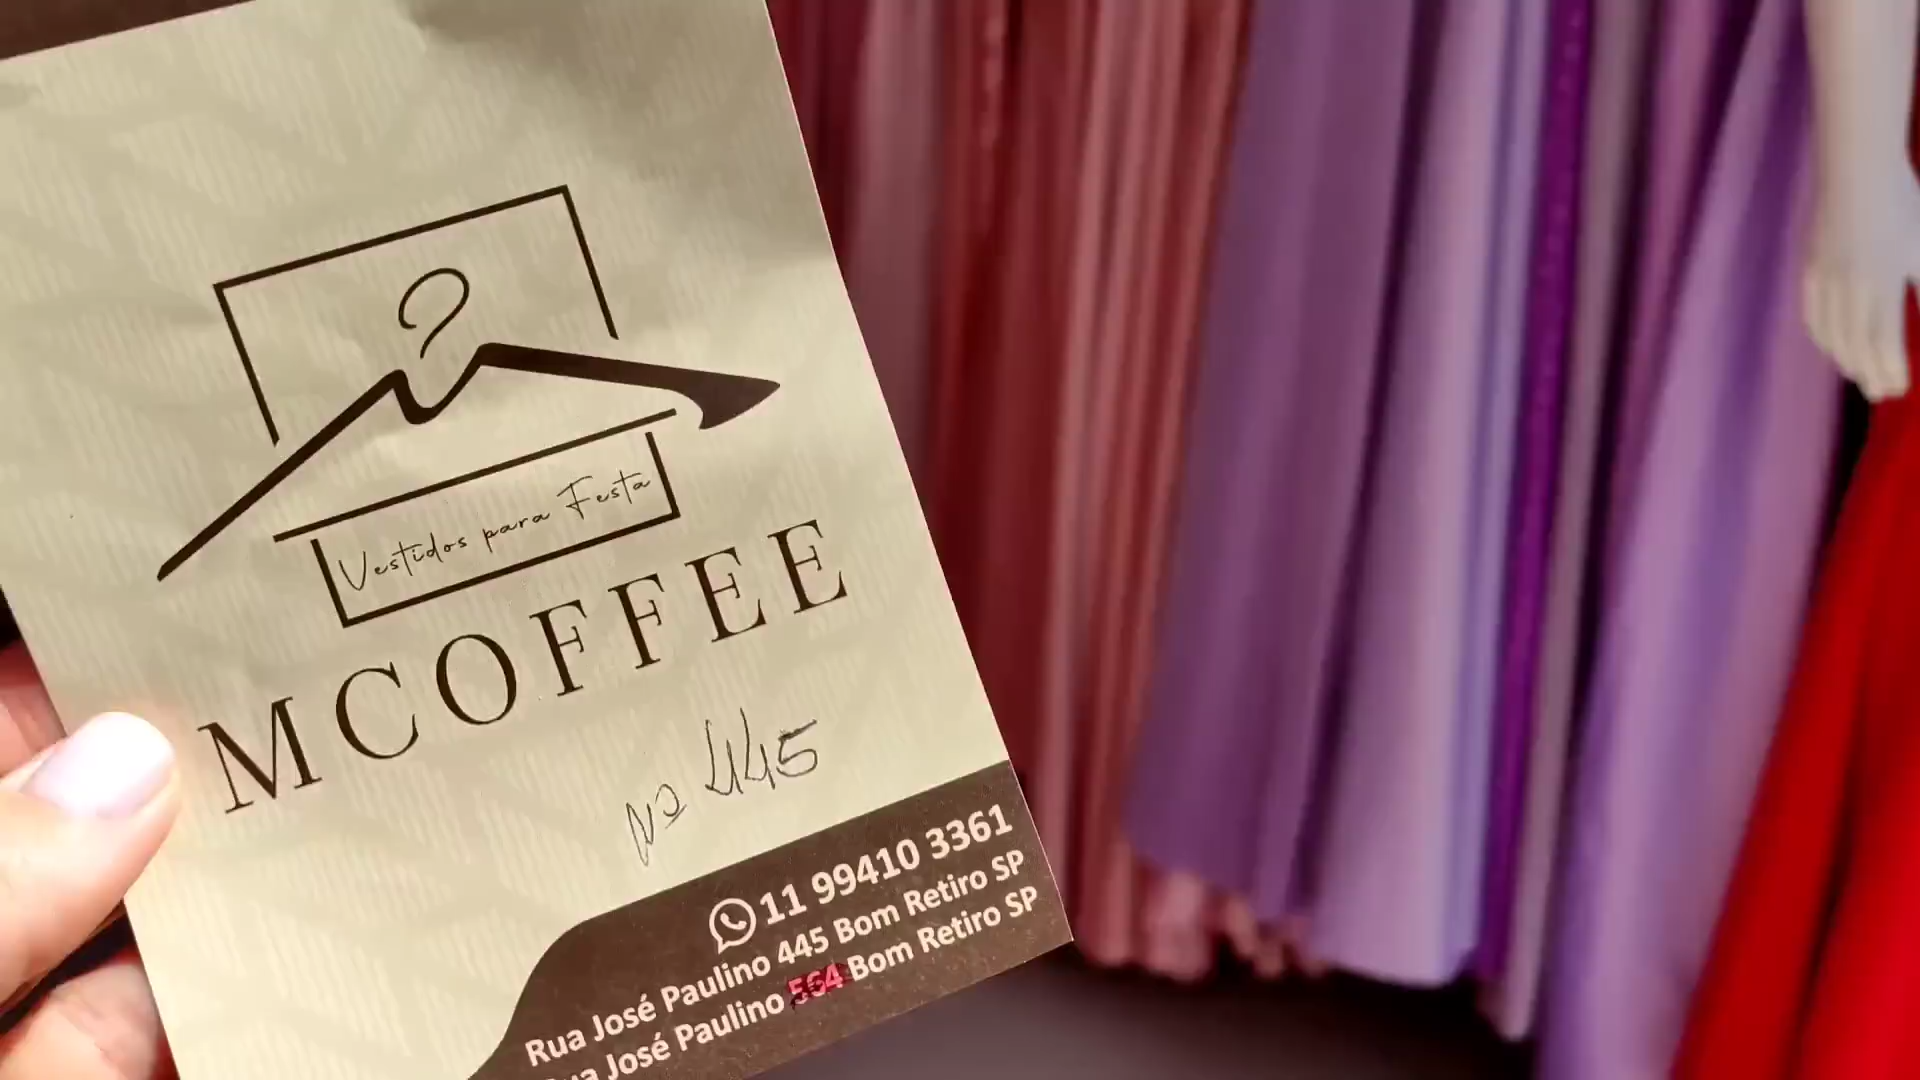 Vestidos para Festa
MCOFFEE
Nº 445
11 99410 3361
Rua José Paulino 445 Bom Retiro SP
Rua José Paulino 564 Bom Retiro SP